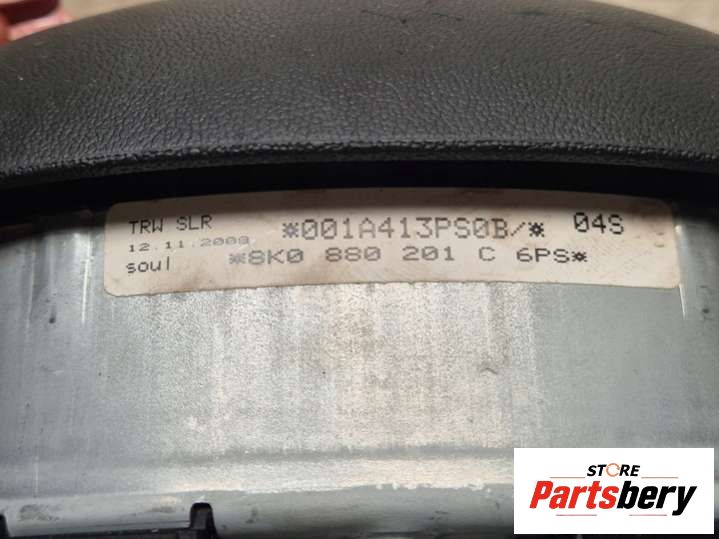 TRW SLR *001A413PS0B/* 04S
12.11.2008
soul *8K0 880 201 C 6PS*
STORE
Partsbery